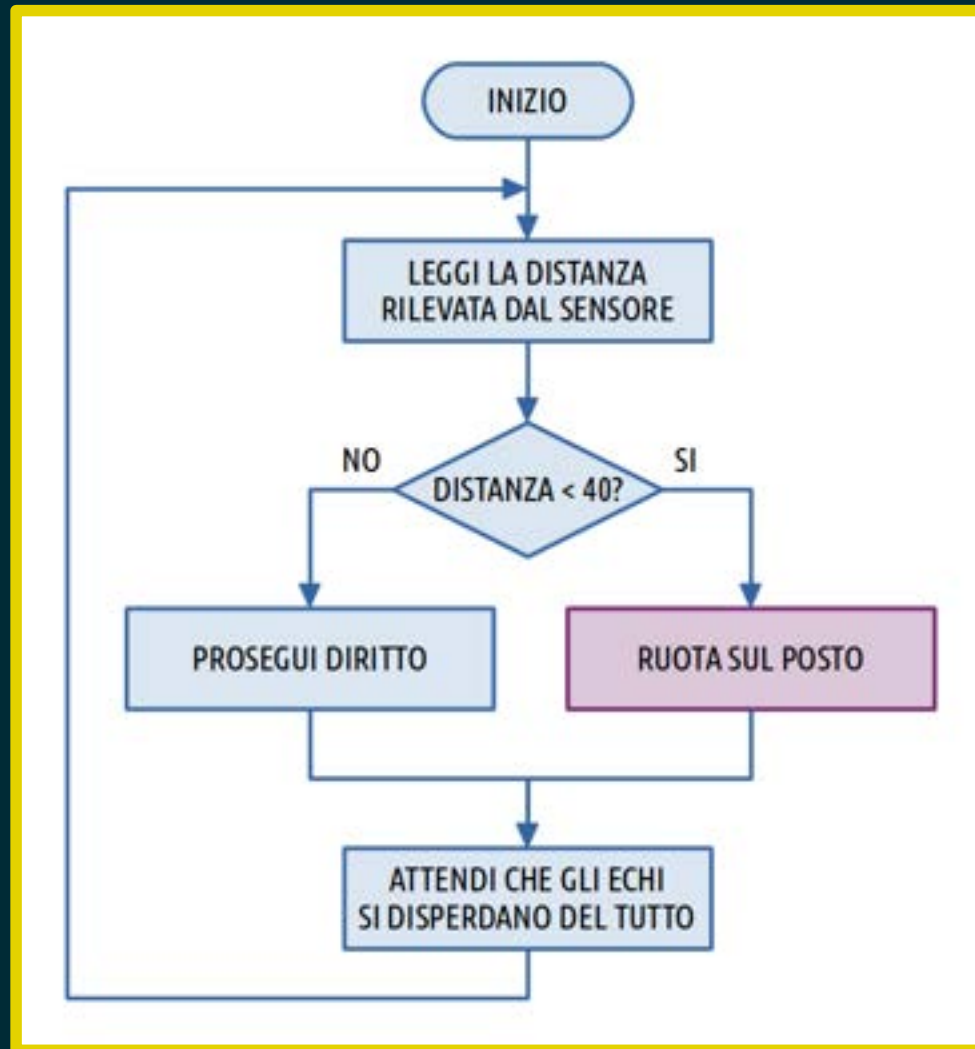 INIZIO
LEGGI LA DISTANZA
RILEVATA DAL SENSORE
NO
SI
DISTANZA < 40?
PROSEGUI DIRITTO
RUOTA SUL POSTO
ATTENDI CHE GLI ECHI
SI DISPERDANO DEL TUTTO